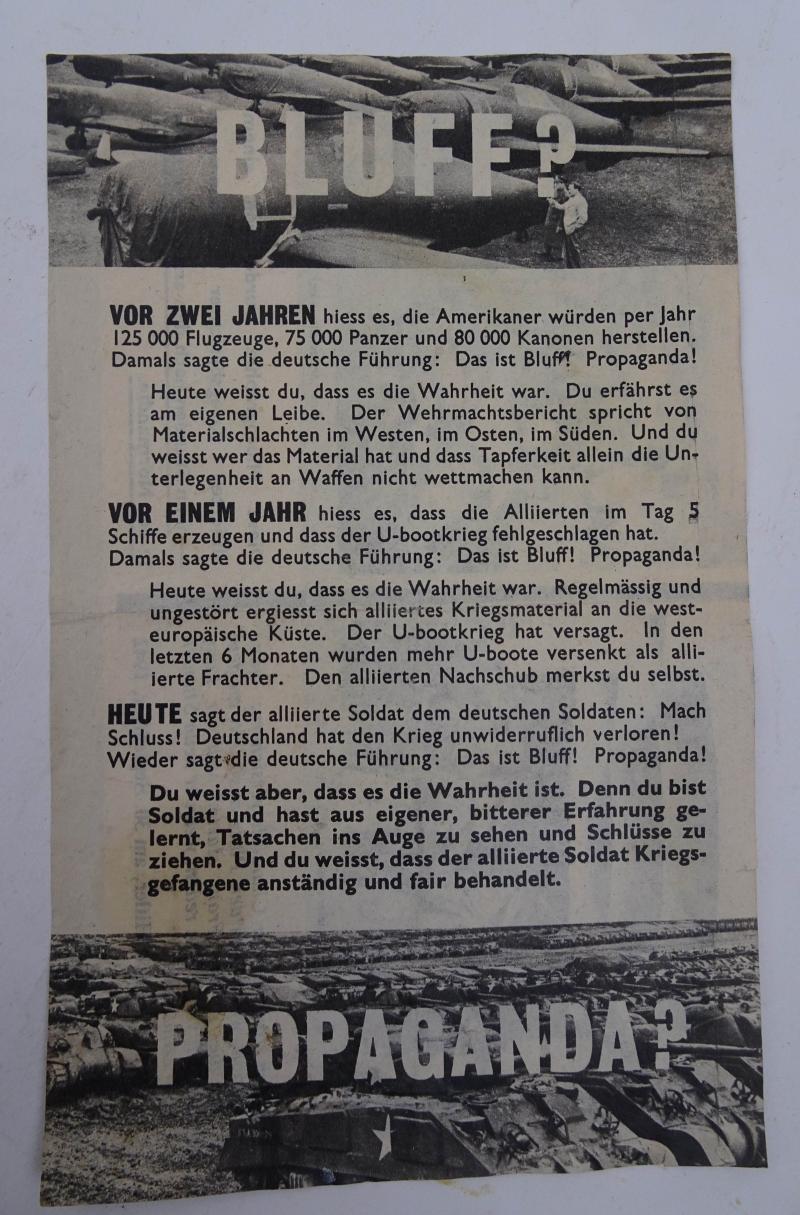 BLUFF?
VOR ZWEI JAHREN hiess es, die Amerikaner würden per Jahr
125 000 Flugzeuge, 75 000 Panzer und 80 000 Kanonen herstellen.
Damals sagte die deutsche Führung: Das ist Bluff! Propaganda!
Heute weisst du, dass es die Wahrheit war. Du erfährst es
am eigenen Leibe. Der Wehrmachtsbericht spricht von
Materialschlachten im Westen, im Osten, im Süden. Und du
weisst wer das Material hat und dass Tapferkeit allein die Un-
terlegenheit an Waffen nicht wettmachen kann.
VOR EINEM JAHR hiess es, dass die Alliierten im Tag 5
Schiffe erzeugen und dass der U-bootkrieg fehlgeschlagen hat.
Damals sagte die deutsche Führung: Das ist Bluff! Propaganda!
Heute weisst du, dass es die Wahrheit war. Regelmässig und
ungestört ergiesst sich alliiertes Kriegsmaterial an die west-
europäische Küste. Der U-bootkrieg hat versagt. In den
letzten 6 Monaten wurden mehr U-boote versenkt als alli-
ierte Frachter. Den alliierten Nachschub merkst du selbst.
HEUTE sagt der alliierte Soldat dem deutschen Soldaten: Mach
Schluss! Deutschland hat den Krieg unwiderruflich verloren!
Wieder sagt die deutsche Führung: Das ist Bluff! Propaganda!
Du weisst aber, dass es die Wahrheit ist. Denn du bist
Soldat und hast aus eigener, bitterer Erfahrung ge-
lernt, Tatsachen ins Auge zu sehen und Schlüsse zu
ziehen. Und du weisst, dass der alliierte Soldat Kriegs-
gefangene anständig und fair behandelt.
PROPAGANDA?